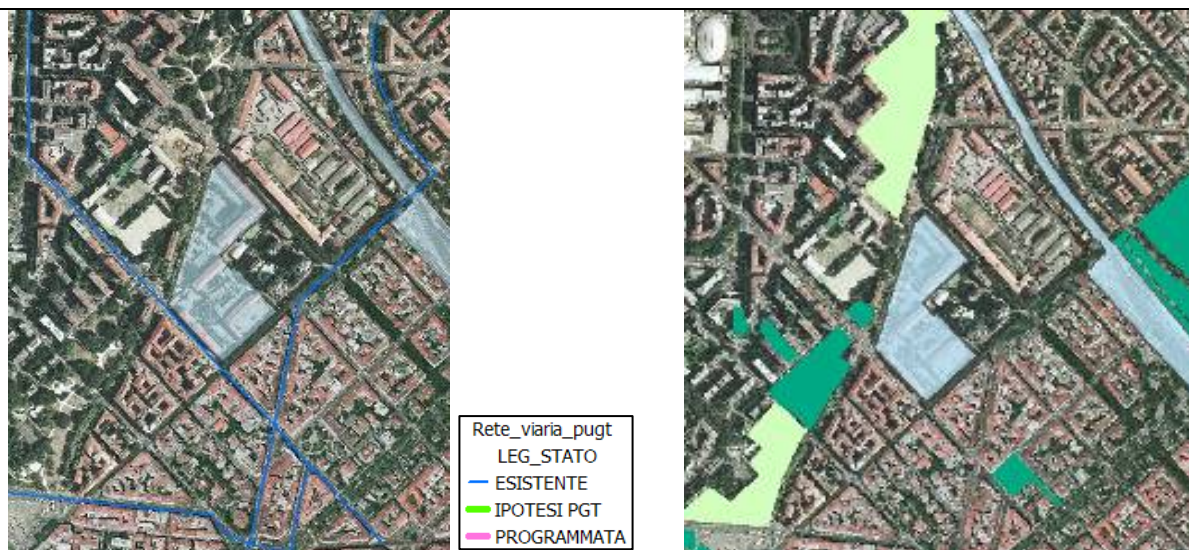 Rete_viaria_pugt
LEG_STATO
ESISTENTE
IPOTESI PGT
PROGRAMMATA